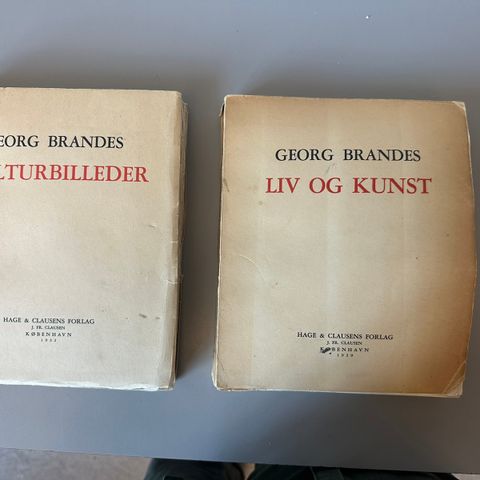 EORG BRANDES
LTURBILLEDER
HAGE & CLAUSENS FORLAG
J. FR. CLAUSEN
KØBENHAVN
GEORG BRANDES
LIV OG KUNST
HAGE & CLAUSENS FORLAG
J. FR. CLAUSEN
KØBENHAVN